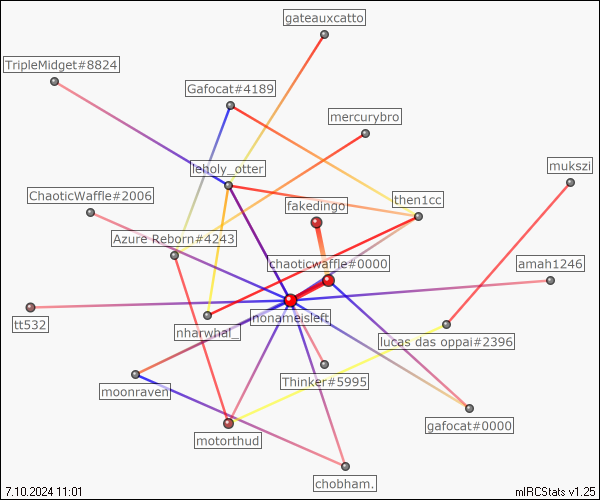 gateauxcatto
TripleMidget#8824
Gafocat#4189
mercurybro
mukszi
leholy_otter
ChaoticWaffle#2006
then1cc
fakedingo
Azure Reborn#4243
chaoticwaffle#0000
amah1246
tt532
nonameisleft
nharwhal_
lucas das oppai#2396
Thinker#5995
moonraven
gafocat#0000
motorthud
chobham.
7.10.2024 11:01
mIRCStats v1.25